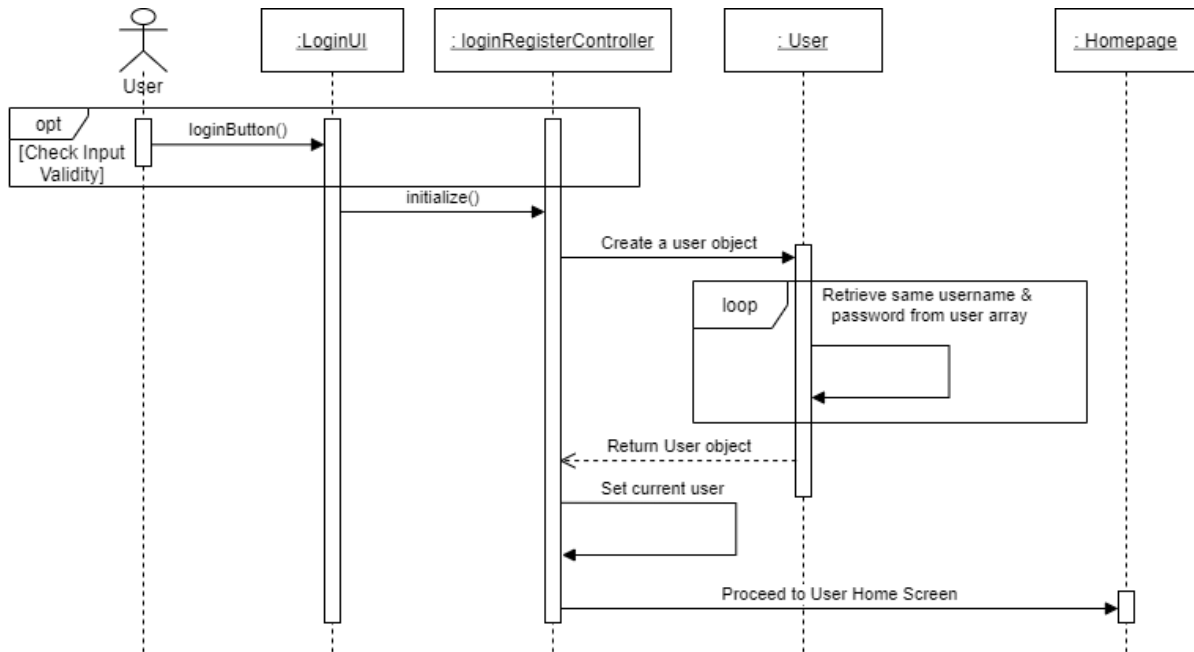 :LoginUI
: loginRegisterController
: User
: Homepage
User
opt
loginButton()
[Check Input
Validity]
initialize()
Create a user object
loop
Retrieve same username &
password from user array
Return User object
Set current user
Proceed to User Home Screen